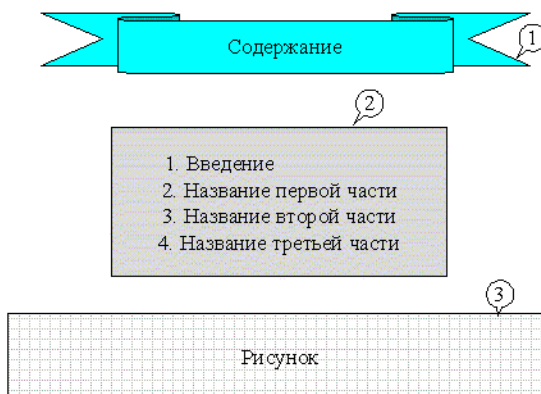 Содержание
1
2
1. Введение
2. Название первой части
3. Название второй части
4. Название третьей части
3
Рисунок